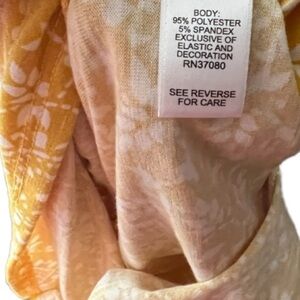 BODY:
95% POLYESTER
5% SPANDEX
EXCLUSIVE OF
ELASTIC AND
DECORATION
RN37080
SEE REVERSE
FOR CARE